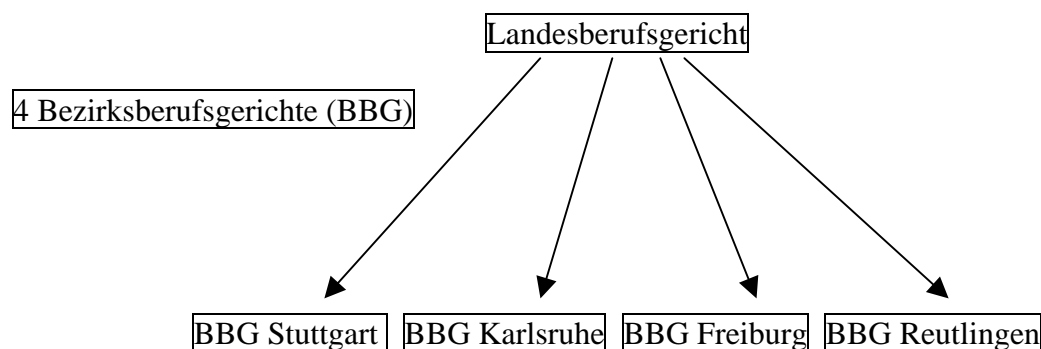 Landesberufsgericht
4 Bezirksberufsgerichte (BBG)
BBG Stuttgart
BBG Karlsruhe
BBG Freiburg
BBG Reutlingen